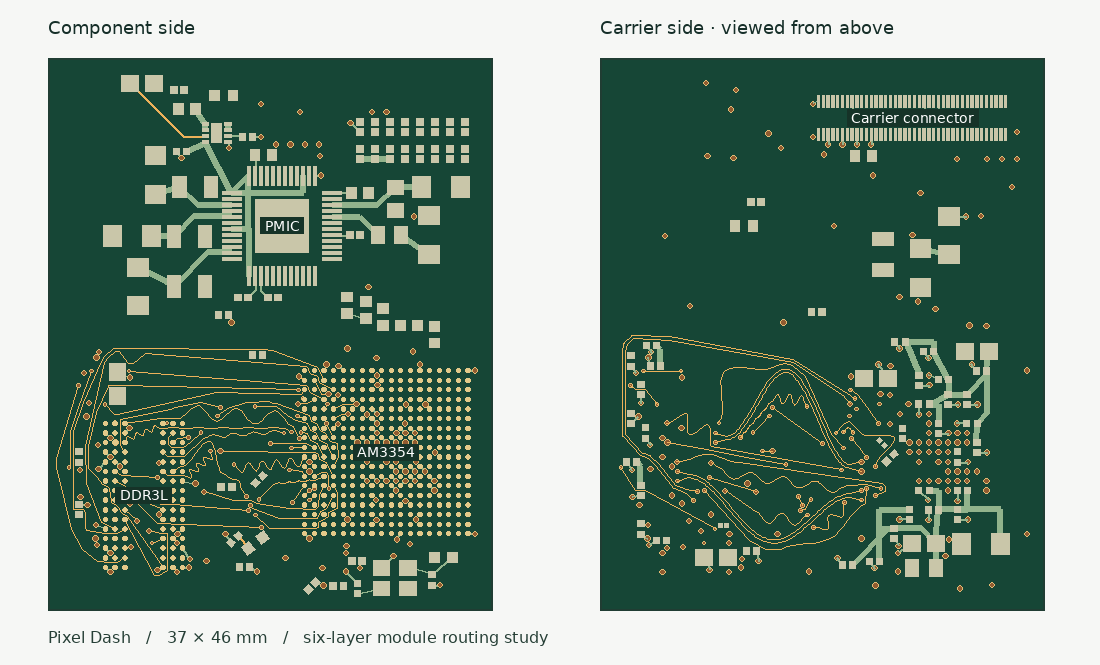 Component side
Carrier side · viewed from above
Carrier connector
PMIC
AM3354
DDR3L
Pixel Dash / 37 × 46 mm / six-layer module routing study